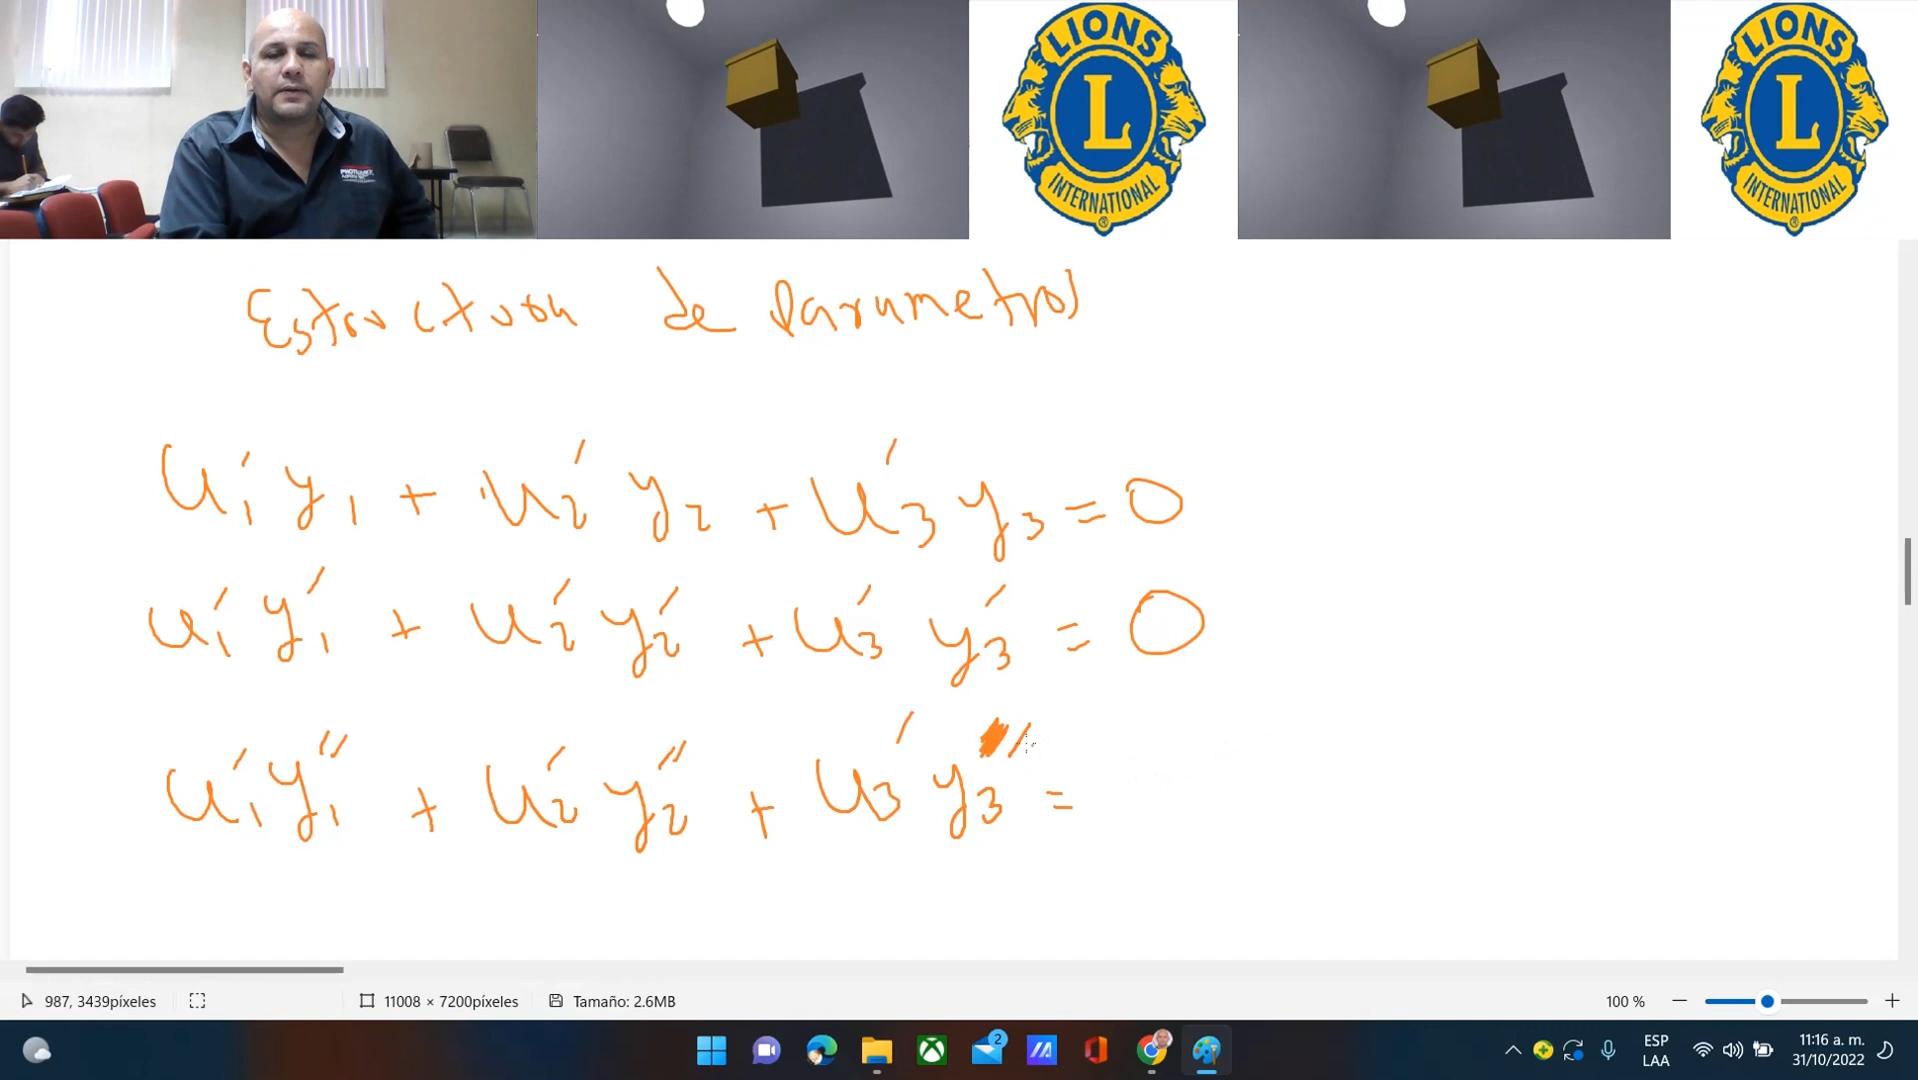 LIONS
L
INTERNATIONAL
®
LIONS
L
INTERNATIONAL
®
Estructura de Parametros
u₁' y₁ + u₂' y₂ + u₃' y₃ = 0
u₁' y₁' + u₂' y₂' + u₃' y₃' = 0
u₁' y₁'' + u₂' y₂'' + u₃' y₃'' =
987, 3439píxeles 11008 × 7200píxeles Tamaño: 2.6MB 100 %
2
ESP
LAA
11:16 a. m.
31/10/2022